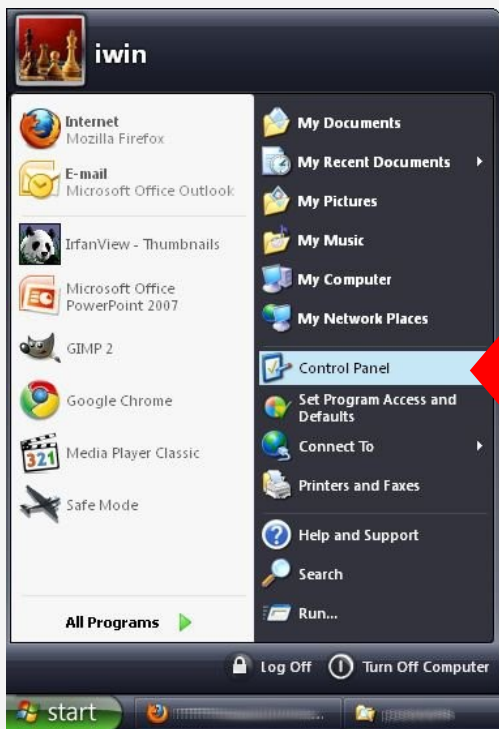 iwin
Internet
Mozilla Firefox
E-mail
Microsoft Office Outlook
IrfanView - Thumbnails
Microsoft Office
PowerPoint 2007
GIMP 2
Google Chrome
321
Media Player Classic
Safe Mode
All Programs
My Documents
My Recent Documents
My Pictures
My Music
My Computer
My Network Places
Control Panel
Set Program Access and
Defaults
Connect To
Printers and Faxes
Help and Support
Search
Run...
Log Off
Turn Off Computer
start